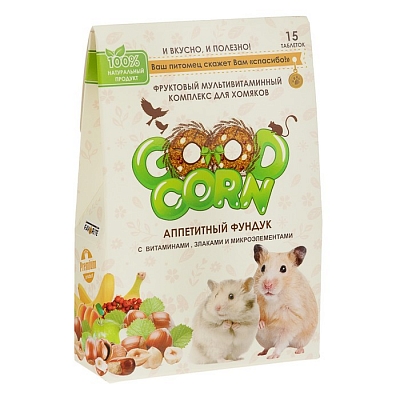 И ВКУСНО, И ПОЛЕЗНО!
15
ТАБЛЕТОК
100%
НАТУРАЛЬНЫЙ
ПРОДУКТ
Ваш питомец скажет Вам «спасибо!»
ФРУКТОВЫЙ МУЛЬТИВИТАМИННЫЙ
КОМПЛЕКС ДЛЯ ХОМЯКОВ
GOOD
CORN
АППЕТИТНЫЙ ФУНДУК
С ВИТАМИНАМИ, ЗЛАКАМИ И МИКРОЭЛЕМЕНТАМИ
Premium